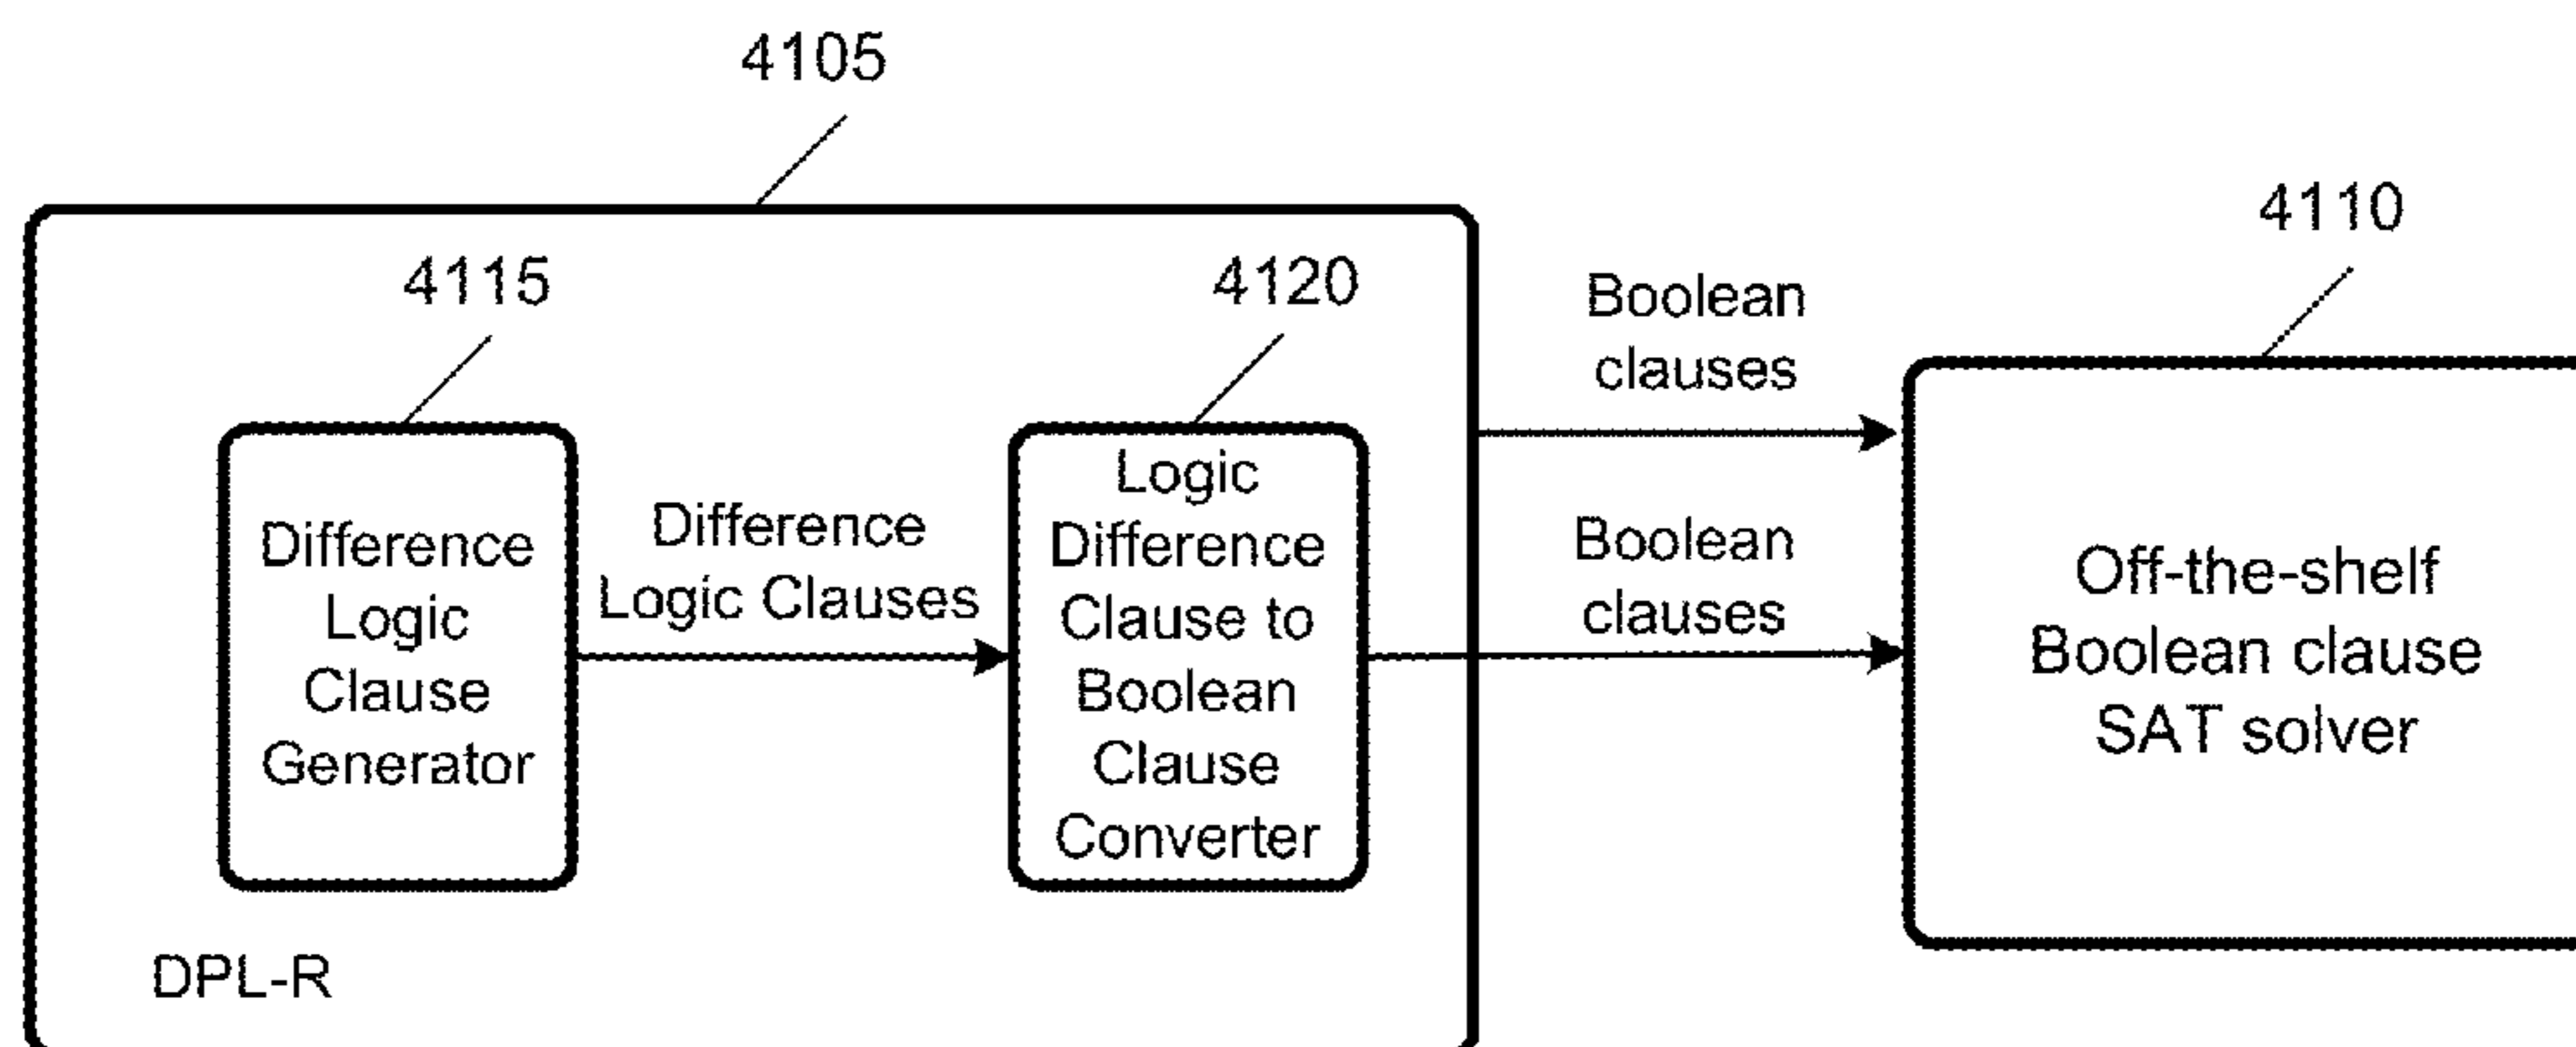 4105
4110
4115
4120
Boolean
clauses
Difference
Logic
Clause
Generator
Difference
Logic Clauses
Logic
Difference
Clause to
Boolean
Clause
Converter
Boolean
clauses
Off-the-shelf
Boolean clause
SAT solver
DPL-R